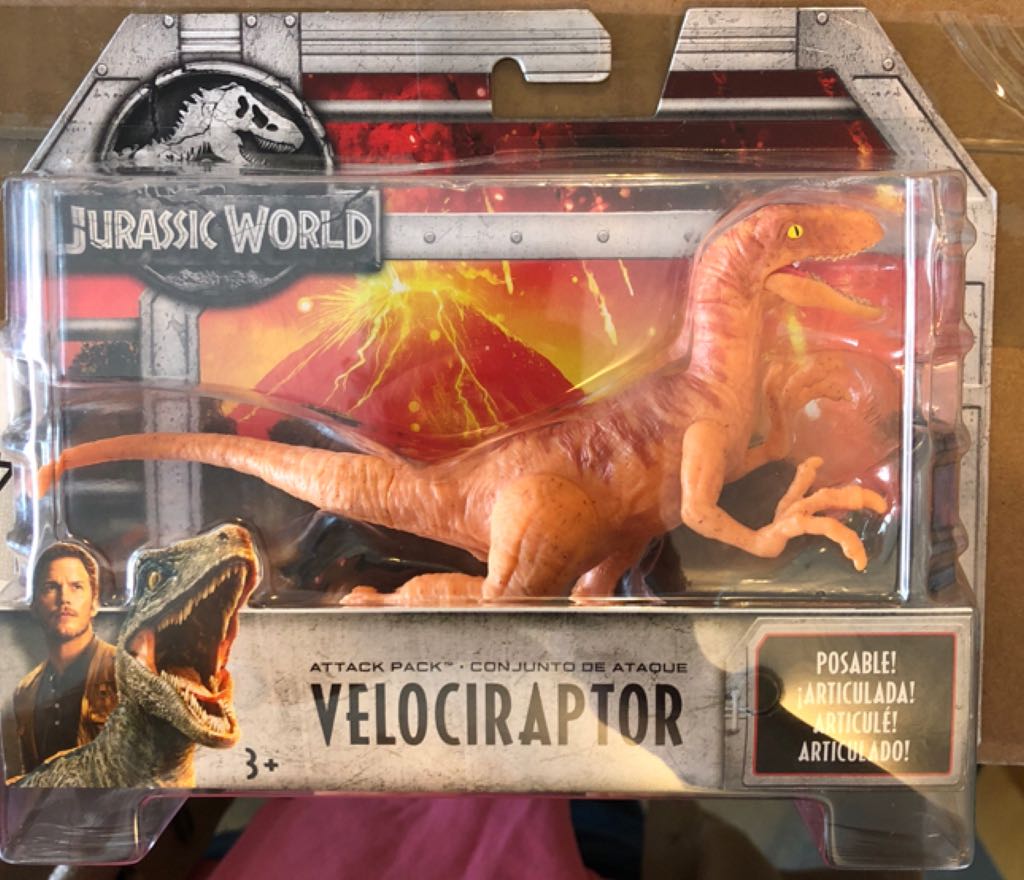 JURASSIC WORLD
ATTACK PACK™ · CONJUNTO DE ATAQUE
VELOCIRAPTOR
3+
POSABLE!
¡ARTICULADA!
ARTICULÉ!
ARTICULADO!